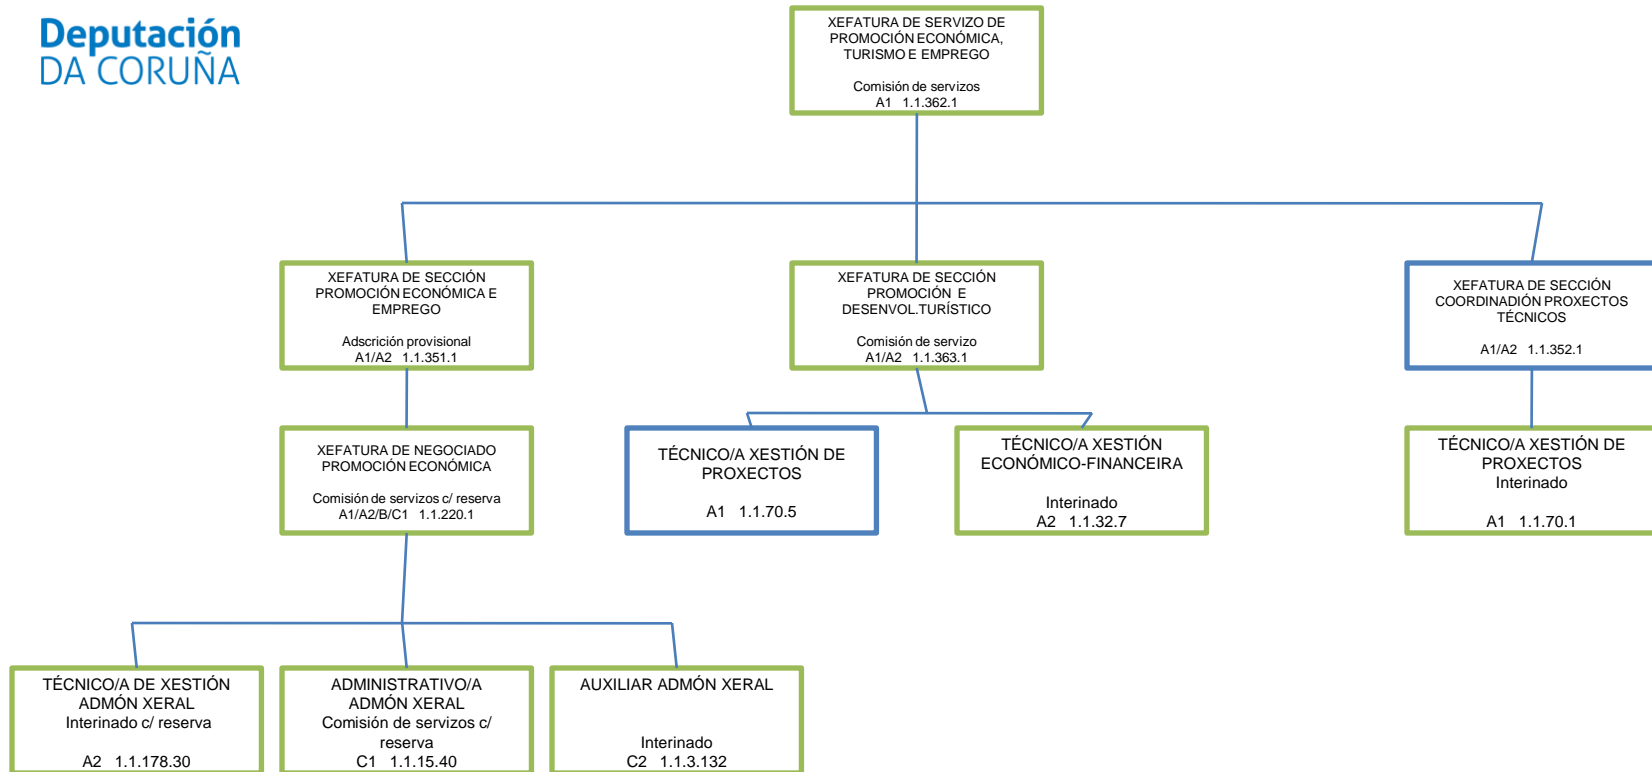 Deputación
DA CORUÑA
XEFATURA DE SERVIZO DE
PROMOCIÓN ECONÓMICA,
TURISMO E EMPREGO
Comisión de servizos
A1 1.1.362.1
XEFATURA DE SECCIÓN
PROMOCIÓN ECONÓMICA E
EMPREGO
Adscrición provisional
A1/A2 1.1.351.1
XEFATURA DE SECCIÓN
PROMOCIÓN E
DESENVOL.TURÍSTICO
Comisión de servizo
A1/A2 1.1.363.1
XEFATURA DE SECCIÓN
COORDINADIÓN PROXECTOS
TÉCNICOS
A1/A2 1.1.352.1
XEFATURA DE NEGOCIADO
PROMOCIÓN ECONÓMICA
Comisión de servizos c/ reserva
A1/A2/B/C1 1.1.220.1
TÉCNICO/A XESTIÓN DE
PROXECTOS
A1 1.1.70.5
TÉCNICO/A XESTIÓN
ECONÓMICO-FINANCEIRA
Interinado
A2 1.1.32.7
TÉCNICO/A XESTIÓN DE
PROXECTOS
Interinado
A1 1.1.70.1
TÉCNICO/A DE XESTIÓN
ADMÓN XERAL
Interinado c/ reserva
A2 1.1.178.30
ADMINISTRATIVO/A
ADMÓN XERAL
Comisión de servizos c/
reserva
C1 1.1.15.40
AUXILIAR ADMÓN XERAL
Interinado
C2 1.1.3.132